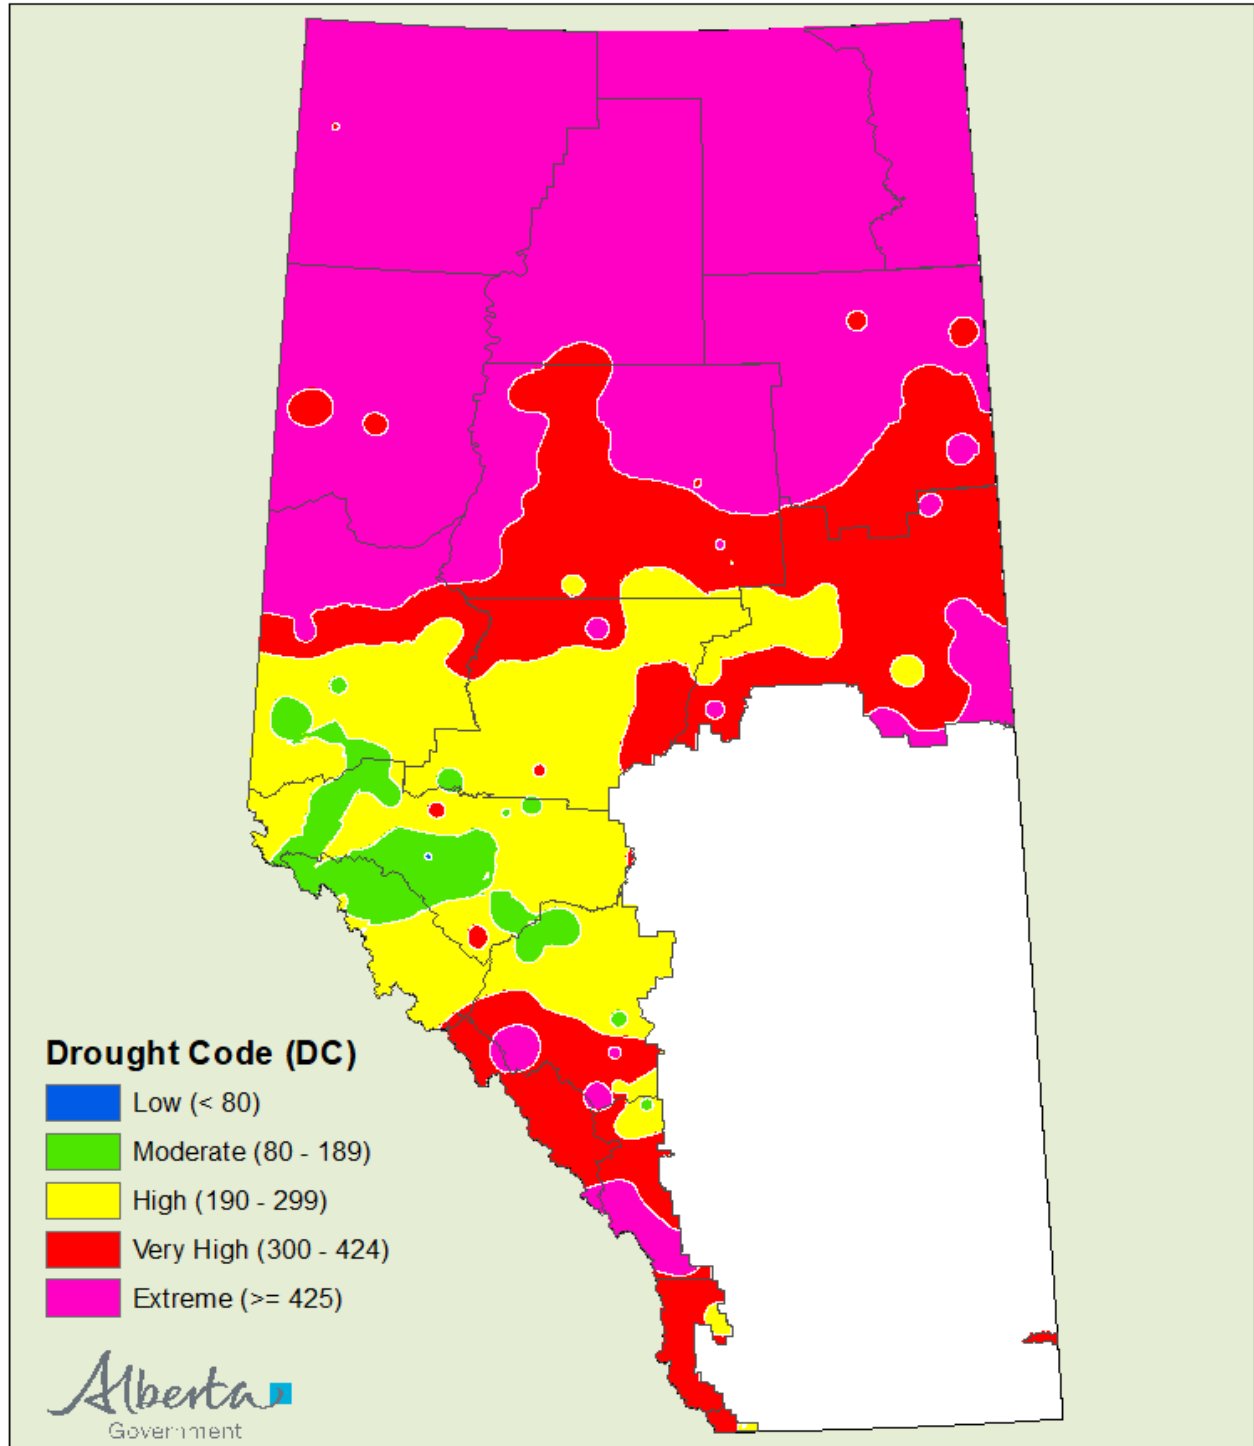 Drought Code (DC)
Low (< 80)
Moderate (80 - 189)
High (190 - 299)
Very High (300 - 424)
Extreme (>= 425)
Alberta
Government